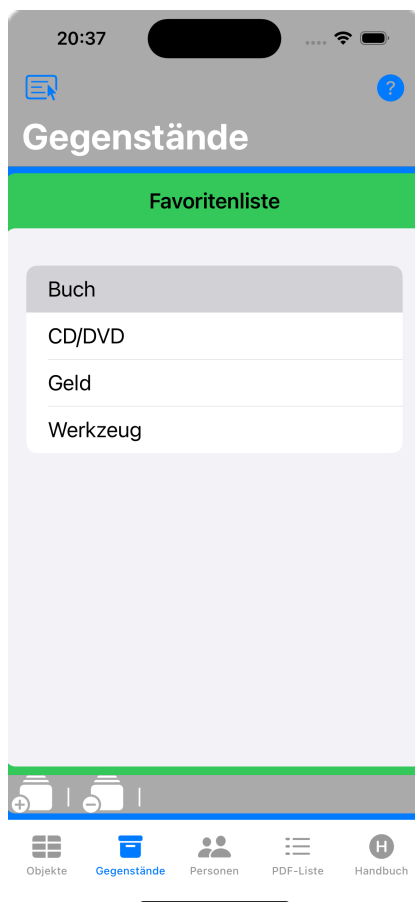 20:37
?
Gegenstände
Favoritenliste
Buch
CD/DVD
Geld
Werkzeug
Objekte
Gegenstände
Personen
PDF-Liste
H
Handbuch